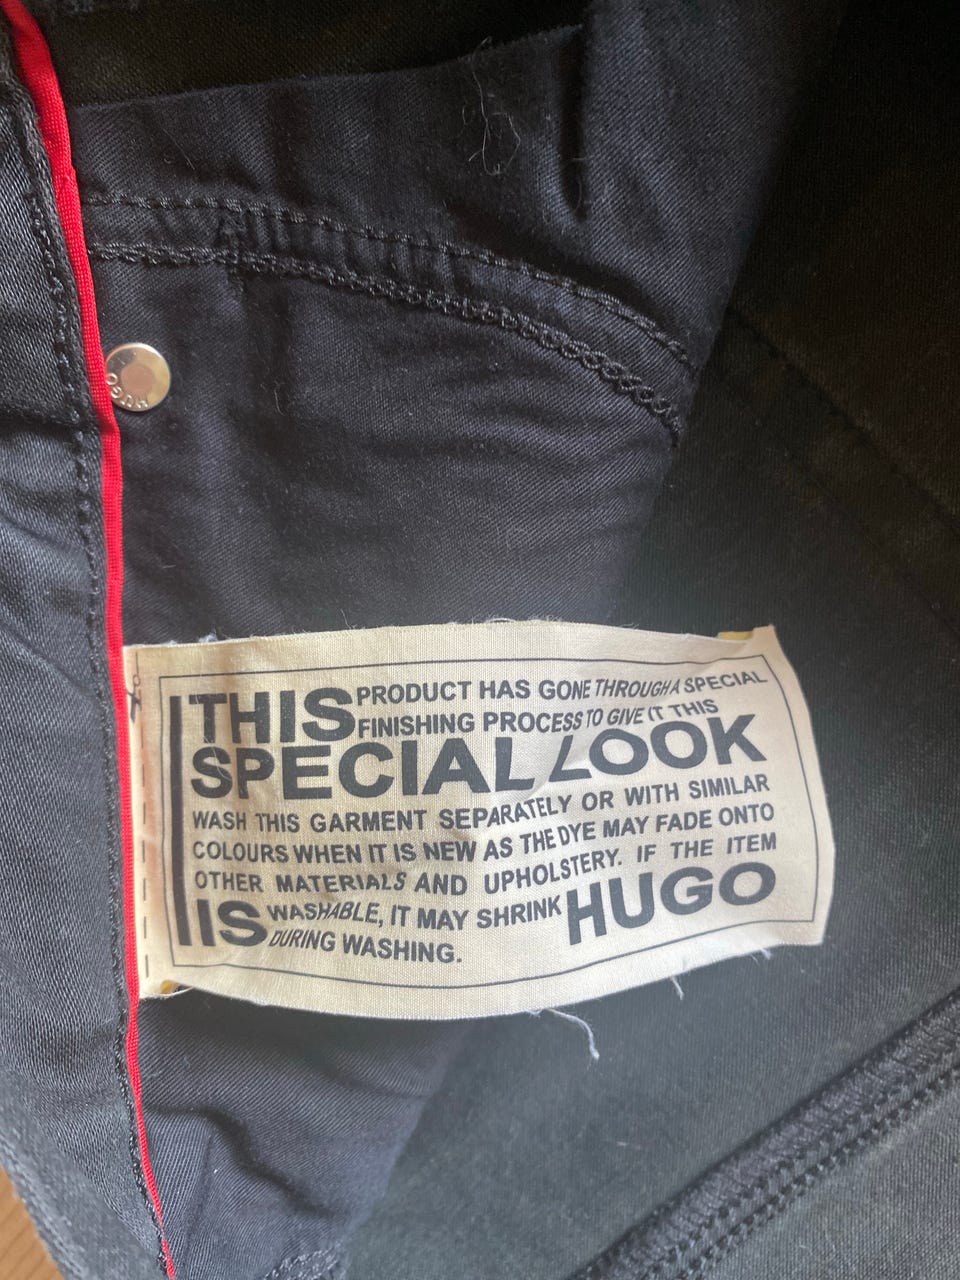 HUGO
THIS PRODUCT HAS GONE THROUGH A SPECIAL
FINISHING PROCESS TO GIVE IT THIS
SPECIAL LOOK
WASH THIS GARMENT SEPARATELY OR WITH SIMILAR
COLOURS WHEN IT IS NEW AS THE DYE MAY FADE ONTO
OTHER MATERIALS AND UPHOLSTERY. IF THE ITEM
IS WASHABLE, IT MAY SHRINK HUGO
DURING WASHING.